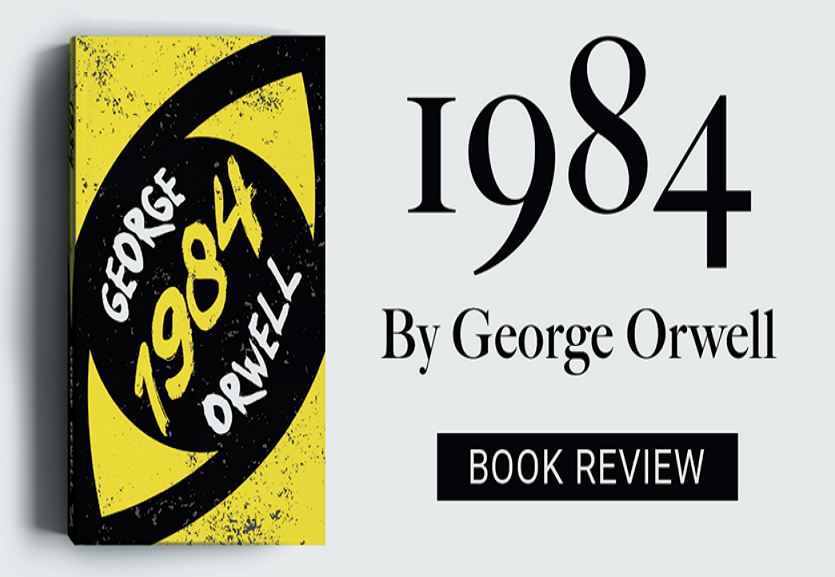 GEORGE
1984
ORWELL
1984
By George Orwell
BOOK REVIEW